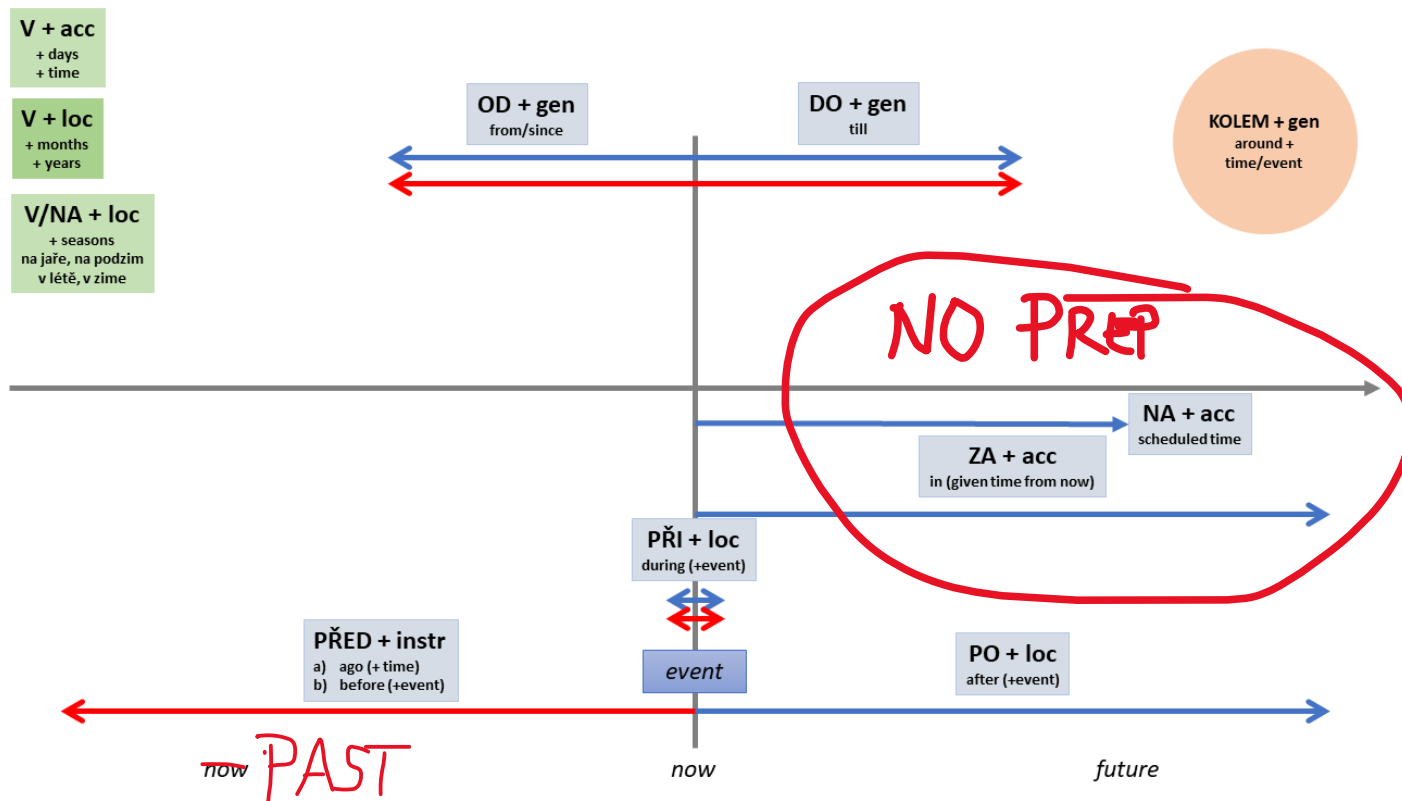 V + acc
+ days
+ time
V + loc
+ months
+ years
V/NA + loc
+ seasons
na jaře, na podzim
v létě, v zime
OD + gen
from/since
DO + gen
till
KOLEM + gen
around +
time/event
NO PREP
NA + acc
scheduled time
ZA + acc
in (given time from now)
PŘI + loc
during (+event)
PŘED + instr
a) ago (+ time)
b) before (+event)
event
PO + loc
after (+event)
now PAST
now
future